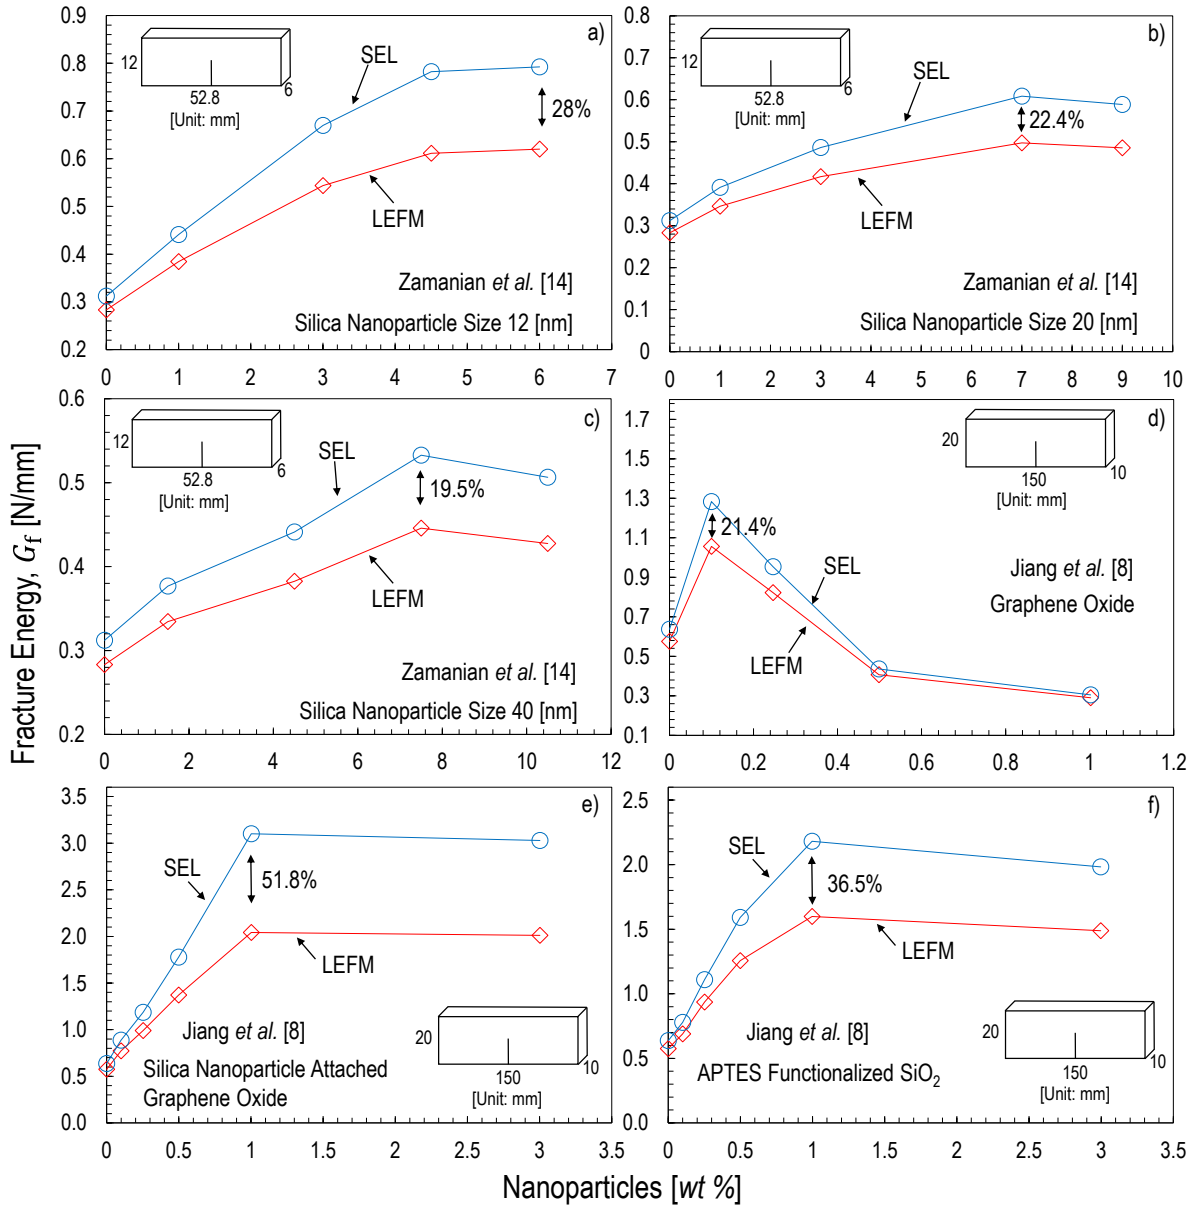 Fracture Energy, G_f [N/mm]
a)
0.9
0.8
0.7
0.6
0.5
0.4
0.3
0.2
0 1 2 3 4 5 6 7
12
52.8
6
[Unit: mm]
SEL
28%
LEFM
Zamanian et al. [14]
Silica Nanoparticle Size 12 [nm]
b)
0.8
0.7
0.6
0.5
0.4
0.3
0.2
0.1
0
0 1 2 3 4 5 6 7 8 9 10
12
52.8
6
[Unit: mm]
SEL
22.4%
LEFM
Zamanian et al. [14]
Silica Nanoparticle Size 20 [nm]
c)
0.6
0.5
0.4
0.3
0.2
0 2 4 6 8 10 12
12
52.8
6
[Unit: mm]
SEL
19.5%
LEFM
Zamanian et al. [14]
Silica Nanoparticle Size 40 [nm]
d)
1.7
1.5
1.3
1.1
0.9
0.7
0.5
0.3
0.1
0 0.2 0.4 0.6 0.8 1 1.2
20
150
10
[Unit: mm]
21.4%
SEL
LEFM
Jiang et al. [8]
Graphene Oxide
e)
3.5
3.0
2.5
2.0
1.5
1.0
0.5
0.0
0 0.5 1 1.5 2 2.5 3 3.5
SEL
51.8%
LEFM
Jiang et al. [8]
Silica Nanoparticle Attached
Graphene Oxide
20
150
10
[Unit: mm]
f)
2.5
2.0
1.5
1.0
0.5
0.0
0 0.5 1 1.5 2 2.5 3 3.5
SEL
36.5%
LEFM
Jiang et al. [8]
APTES Functionalized SiO₂
20
150
10
[Unit: mm]
Nanoparticles [wt %]